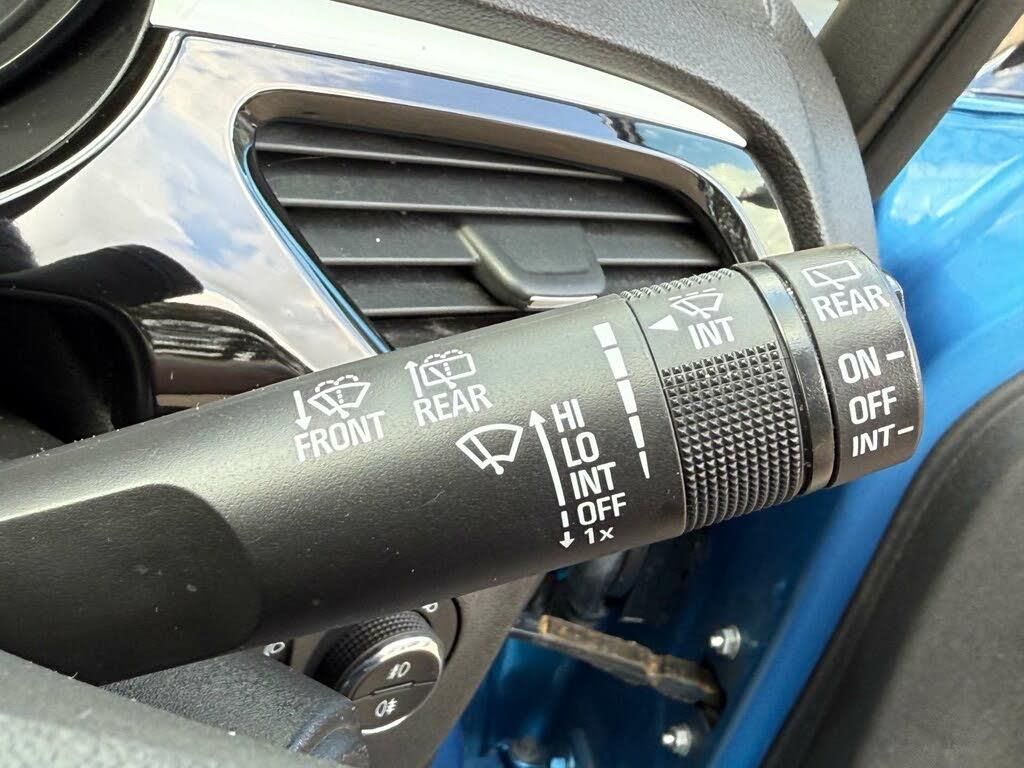 FRONT
REAR
HI
LO
INT
OFF
1x
INT
REAR
ON
OFF
INT